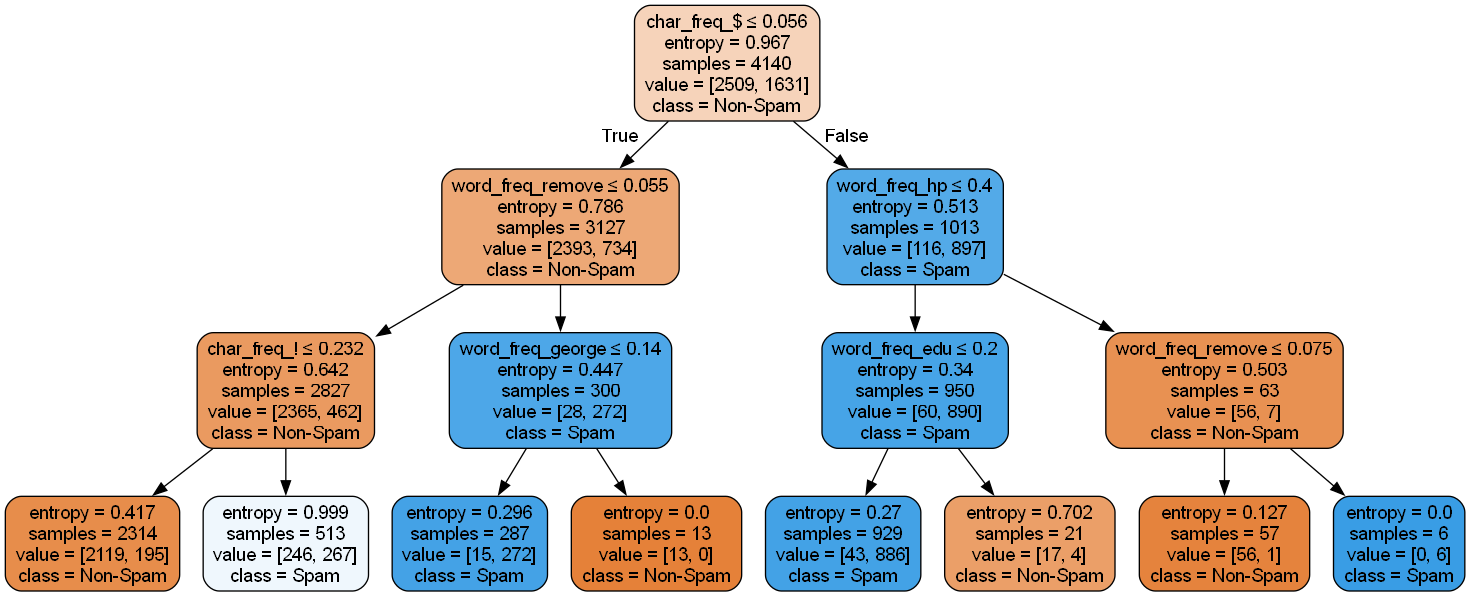 char_freq_$ ≤ 0.056
entropy = 0.967
samples = 4140
value = [2509, 1631]
class = Non-Spam
True
False
word_freq_remove ≤ 0.055
entropy = 0.786
samples = 3127
value = [2393, 734]
class = Non-Spam
word_freq_hp ≤ 0.4
entropy = 0.513
samples = 1013
value = [116, 897]
class = Spam
char_freq_! ≤ 0.232
entropy = 0.642
samples = 2827
value = [2365, 462]
class = Non-Spam
word_freq_george ≤ 0.14
entropy = 0.447
samples = 300
value = [28, 272]
class = Spam
word_freq_edu ≤ 0.2
entropy = 0.34
samples = 950
value = [60, 890]
class = Spam
word_freq_remove ≤ 0.075
entropy = 0.503
samples = 63
value = [56, 7]
class = Non-Spam
entropy = 0.417
samples = 2314
value = [2119, 195]
class = Non-Spam
entropy = 0.999
samples = 513
value = [246, 267]
class = Spam
entropy = 0.296
samples = 287
value = [15, 272]
class = Spam
entropy = 0.0
samples = 13
value = [13, 0]
class = Non-Spam
entropy = 0.27
samples = 929
value = [43, 886]
class = Spam
entropy = 0.702
samples = 21
value = [17, 4]
class = Non-Spam
entropy = 0.127
samples = 57
value = [56, 1]
class = Non-Spam
entropy = 0.0
samples = 6
value = [0, 6]
class = Spam